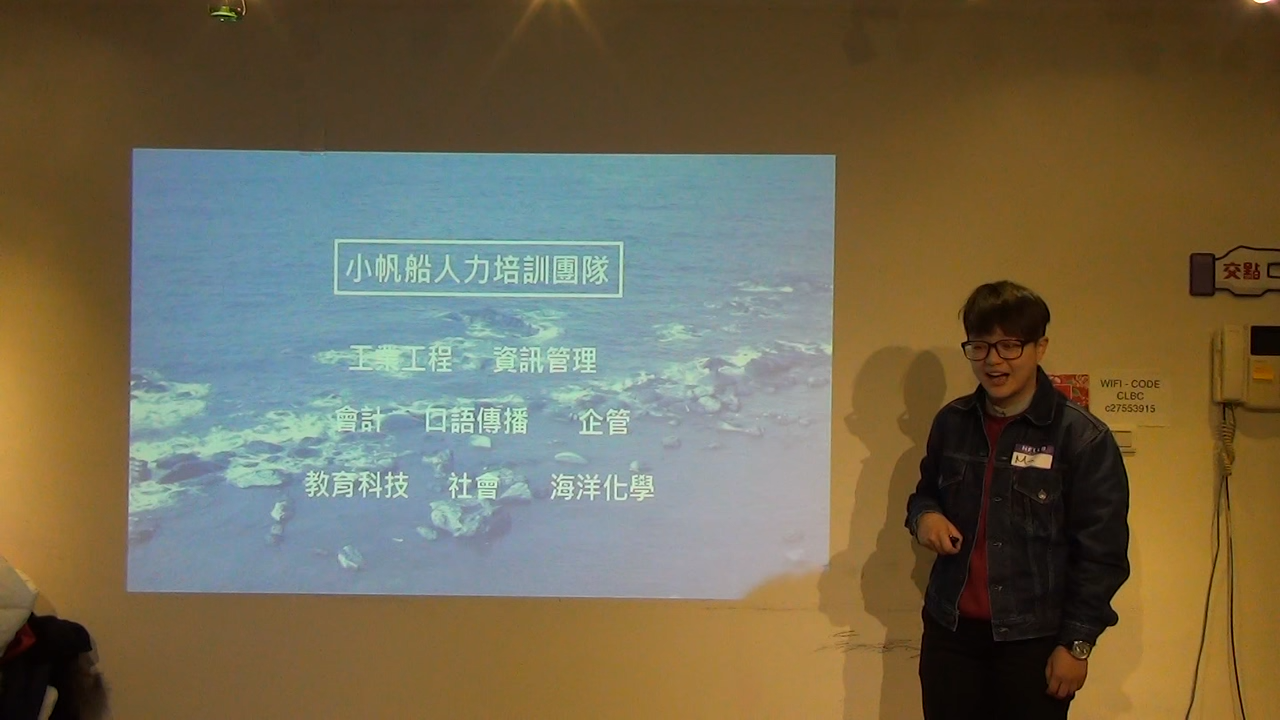 小帆船人力培訓團隊
工業工程 資訊管理
會計 口語傳播 企管
教育科技 社會 海洋化學
交點
WIFI - CODE
CLBC
c27553915
HELLO